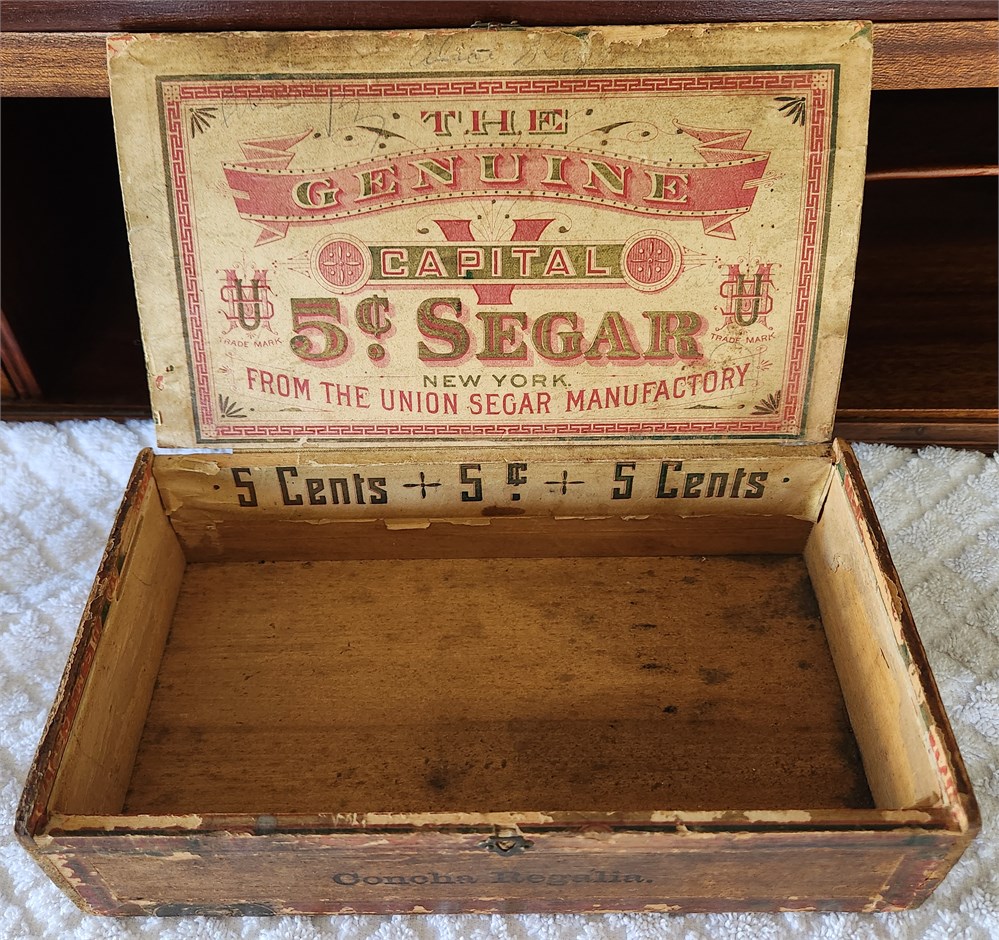 THE
GENUINE
V
CAPITAL
5¢ SEGAR
TRADE MARK
TRADE MARK
NEW YORK.
FROM THE UNION SEGAR MANUFACTORY
5 Cents + 5 ¢ + 5 Cents
Concha Regalia.